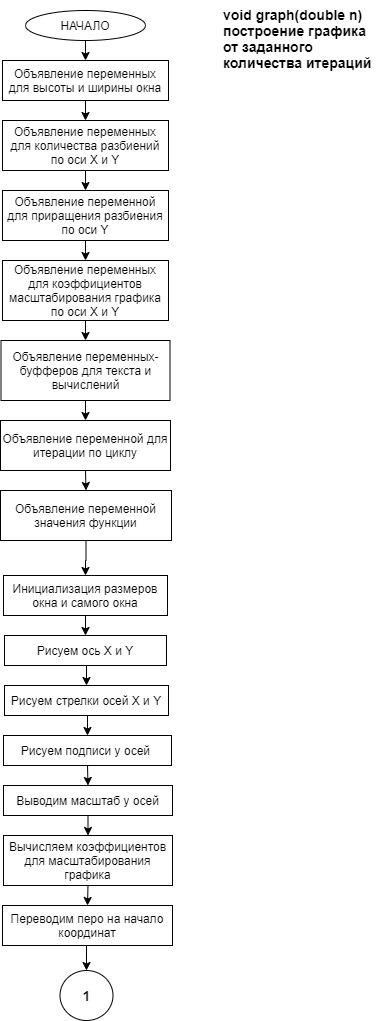 НАЧАЛО
void graph(double n)
построение графика
от заданного
количества итераций
Объявление переменных
для высоты и ширины окна
Объявление переменных
для количества разбиений
по оси X и Y
Объявление переменной
для приращения разбиения
по оси Y
Объявление переменных
для коэффициентов
масштабирования графика
по оси X и Y
Объявление переменных-
буфферов для текста и
вычислений
Объявление переменной для
итерации по циклу
Объявление переменной
значения функции
Инициализация размеров
окна и самого окна
Рисуем ось X и Y
Рисуем стрелки осей X и Y
Рисуем подписи у осей
Выводим масштаб у осей
Вычисляем коэффициентов
для масштабирования
графика
Переводим перо на начало
координат
1